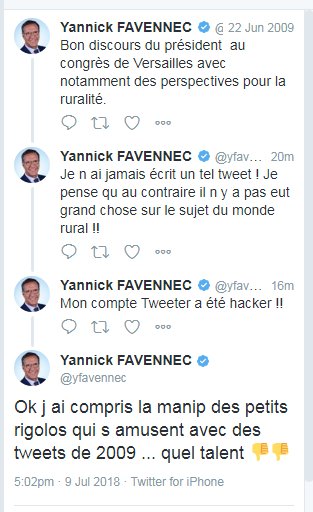 Yannick FAVENNEC @ 22 Jun 2009
Bon discours du président au
congrès de Versailles avec
notamment des perspectives pour la
ruralité.
Yannick FAVENNEC @yfav... 20m
Je n ai jamais écrit un tel tweet ! Je
pense qu au contraire il n y a pas eut
grand chose sur le sujet du monde
rural !!
Yannick FAVENNEC @yfav... 16m
Mon compte Tweeter a été hacker !!
Yannick FAVENNEC
@yfavennec
Ok j ai compris la manip des petits
rigolos qui s amusent avec des
tweets de 2009 ... quel talent 👎👎
5:02pm · 9 Jul 2018 · Twitter for iPhone